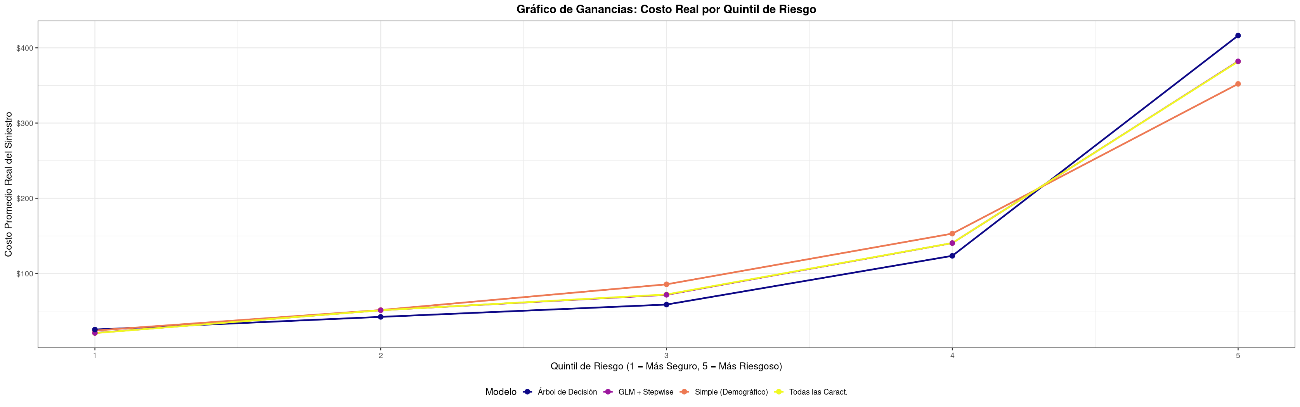 Gráfico de Ganancias: Costo Real por Quintil de Riesgo
Costo Promedio Real del Siniestro
$400
$300
$200
$100
1 2 3 4 5
Quintil de Riesgo (1 = Más Seguro, 5 = Más Riesgoso)
Modelo Árbol de Decisión GLM + Stepwise Simple (Demográfico) Todas las Caract.